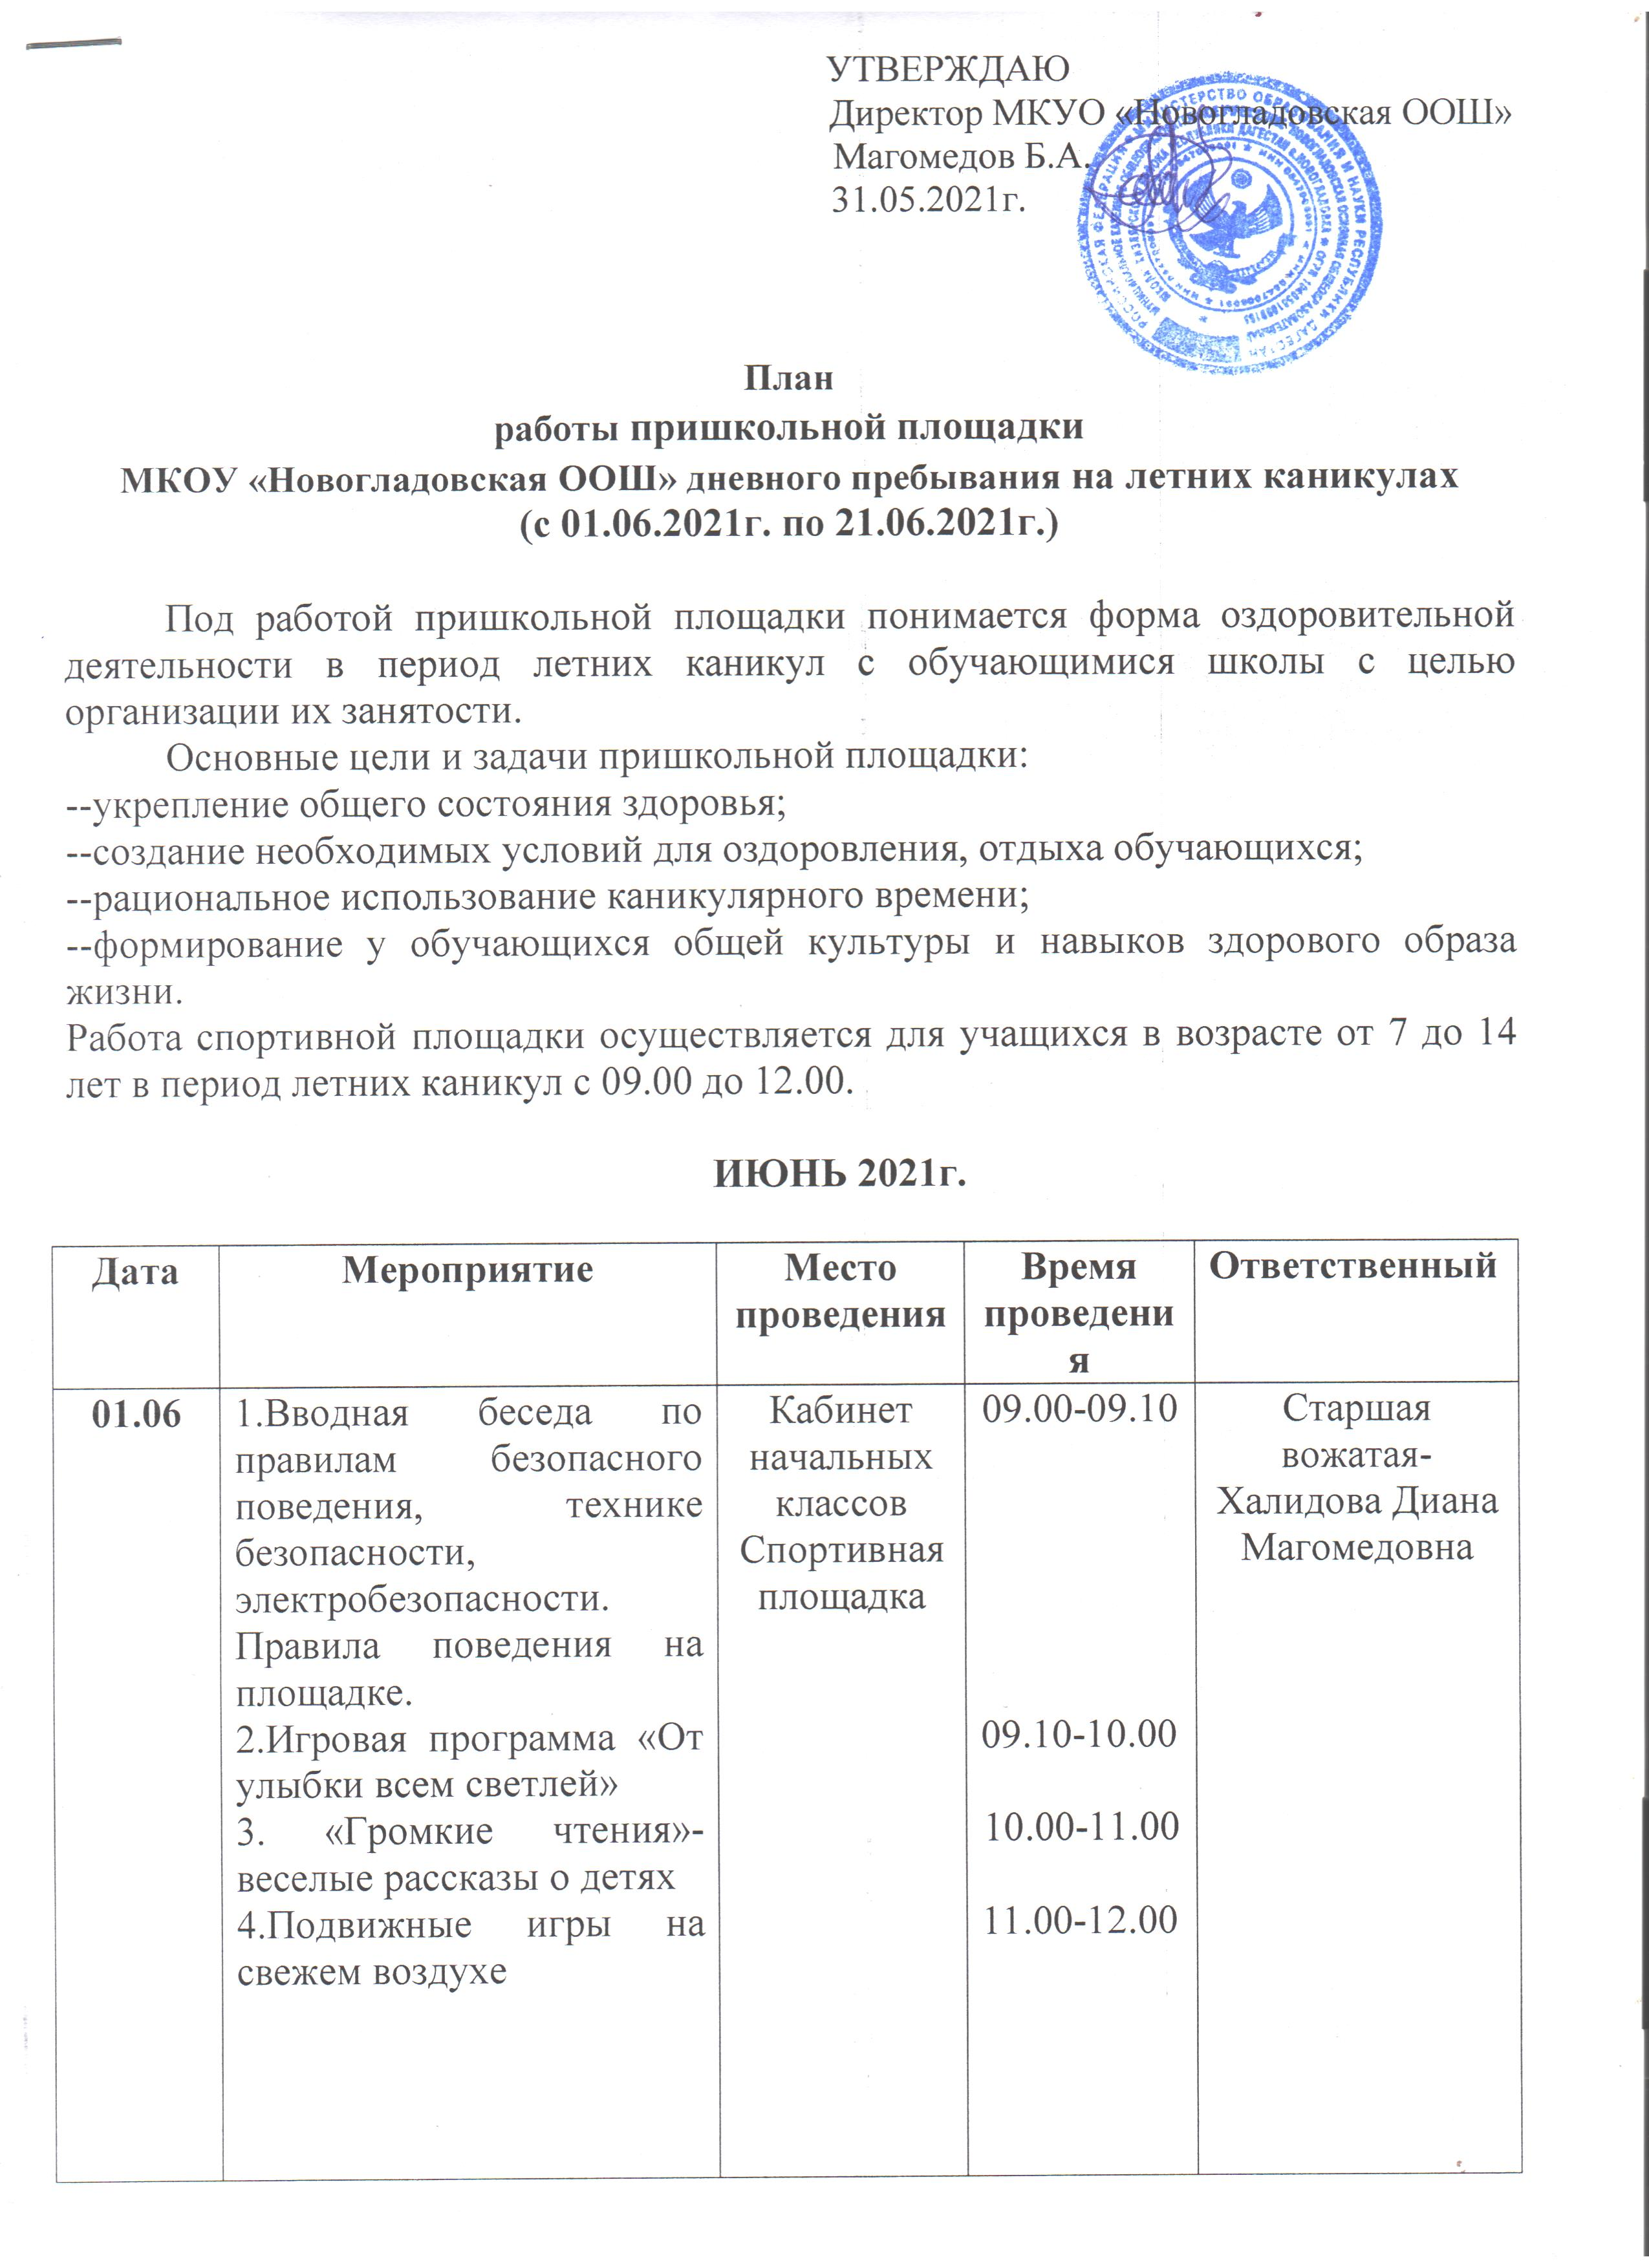 УТВЕРЖДАЮ
Директор МКУО «Новогладовская ООШ»
Магомедов Б.А.
31.05.2021г.
План
работы пришкольной площадки
МКОУ «Новогладовская ООШ» дневного пребывания на летних каникулах
(с 01.06.2021г. по 21.06.2021г.)
Под работой пришкольной площадки понимается форма оздоровительной
деятельности в период летних каникул с обучающимися школы с целью
организации их занятости.
Основные цели и задачи пришкольной площадки:
--укрепление общего состояния здоровья;
--создание необходимых условий для оздоровления, отдыха обучающихся;
--рациональное использование каникулярного времени;
--формирование у обучающихся общей культуры и навыков здорового образа
жизни.
Работа спортивной площадки осуществляется для учащихся в возрасте от 7 до 14
лет в период летних каникул с 09.00 до 12.00.
ИЮНЬ 2021г.
Дата
Мероприятие
Место
проведения
Время
проведени
я
Ответственный
01.06
1.Вводная беседа по
правилам безопасного
поведения, технике
безопасности,
электробезопасности.
Правила поведения на
площадке.
2.Игровая программа «От
улыбки всем светлей»
3. «Громкие чтения»-
веселые рассказы о детях
4.Подвижные игры на
свежем воздухе
Кабинет
начальных
классов
Спортивная
площадка
09.00-09.10
09.10-10.00
10.00-11.00
11.00-12.00
Старшая
вожатая-
Халидова Диана
Магомедовна